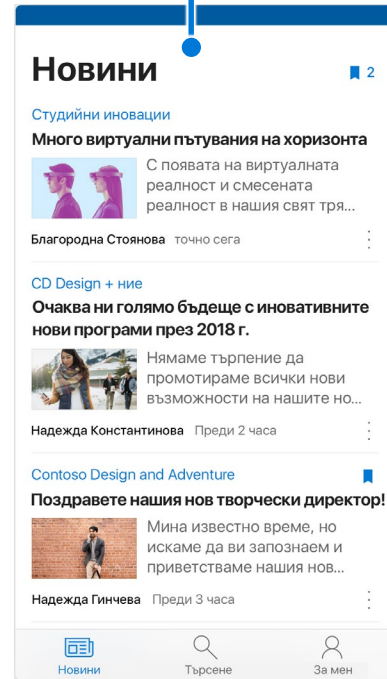 Новини
2
Студийни иновации
Много виртуални пътувания на хоризонта
С появата на виртуалната
реалност и смесената
реалност в нашия свят тря...
Благородна Стоянова точно сега
CD Design + ние
Очаква ни голямо бъдеще с иновативните
нови програми през 2018 г.
Нямаме търпение да
промотираме всички нови
възможности на нашите но...
Надежда Константинова Преди 2 часа
Contoso Design and Adventure
Поздравете нашия нов творчески директор!
Мина известно време, но
искаме да ви запознаем и
приветстваме нашия нов...
Надежда Гинчева Преди 3 часа
Новини
Търсене
За мен